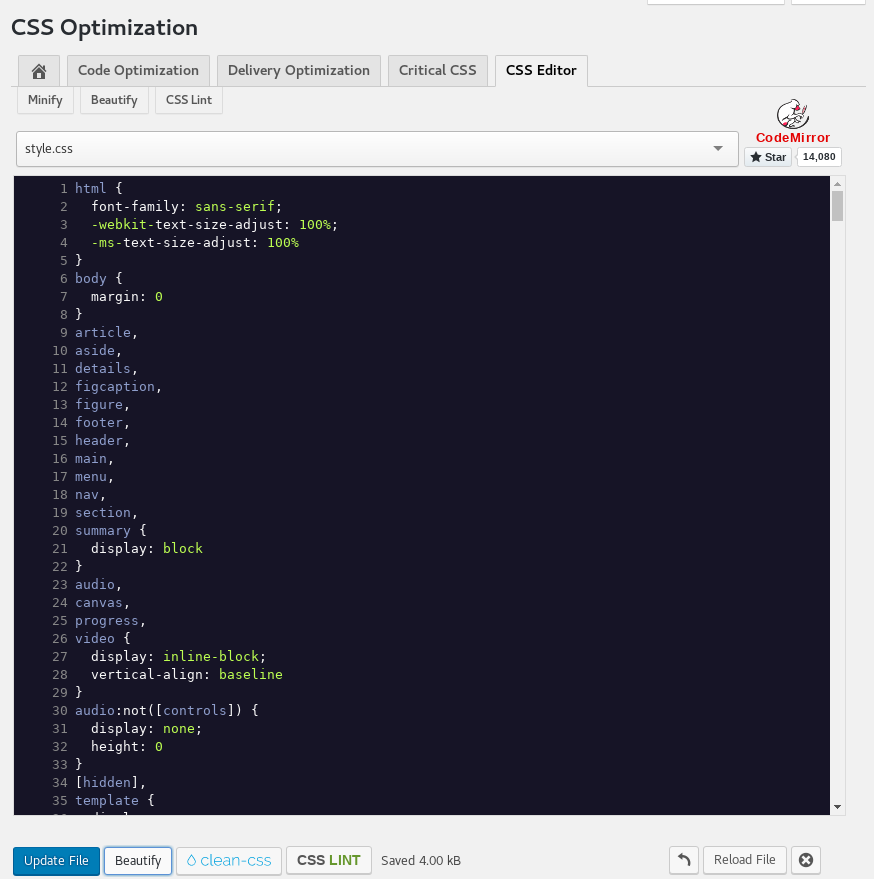 CSS Optimization
Code Optimization Delivery Optimization Critical CSS CSS Editor
Minify Beautify CSS Lint
CodeMirror
style.css
Star 14,080
1 html {
2   font-family: sans-serif;
3   -webkit-text-size-adjust: 100%;
4   -ms-text-size-adjust: 100%
5 }
6 body {
7   margin: 0
8 }
9 article,
10 aside,
11 details,
12 figcaption,
13 figure,
14 footer,
15 header,
16 main,
17 menu,
18 nav,
19 section,
20 summary {
21   display: block
22 }
23 audio,
24 canvas,
25 progress,
26 video {
27   display: inline-block;
28   vertical-align: baseline
29 }
30 audio:not([controls]) {
31   display: none;
32   height: 0
33 }
34 [hidden],
35 template {
Update File Beautify clean-css CSS LINT Saved 4.00 kB Reload File